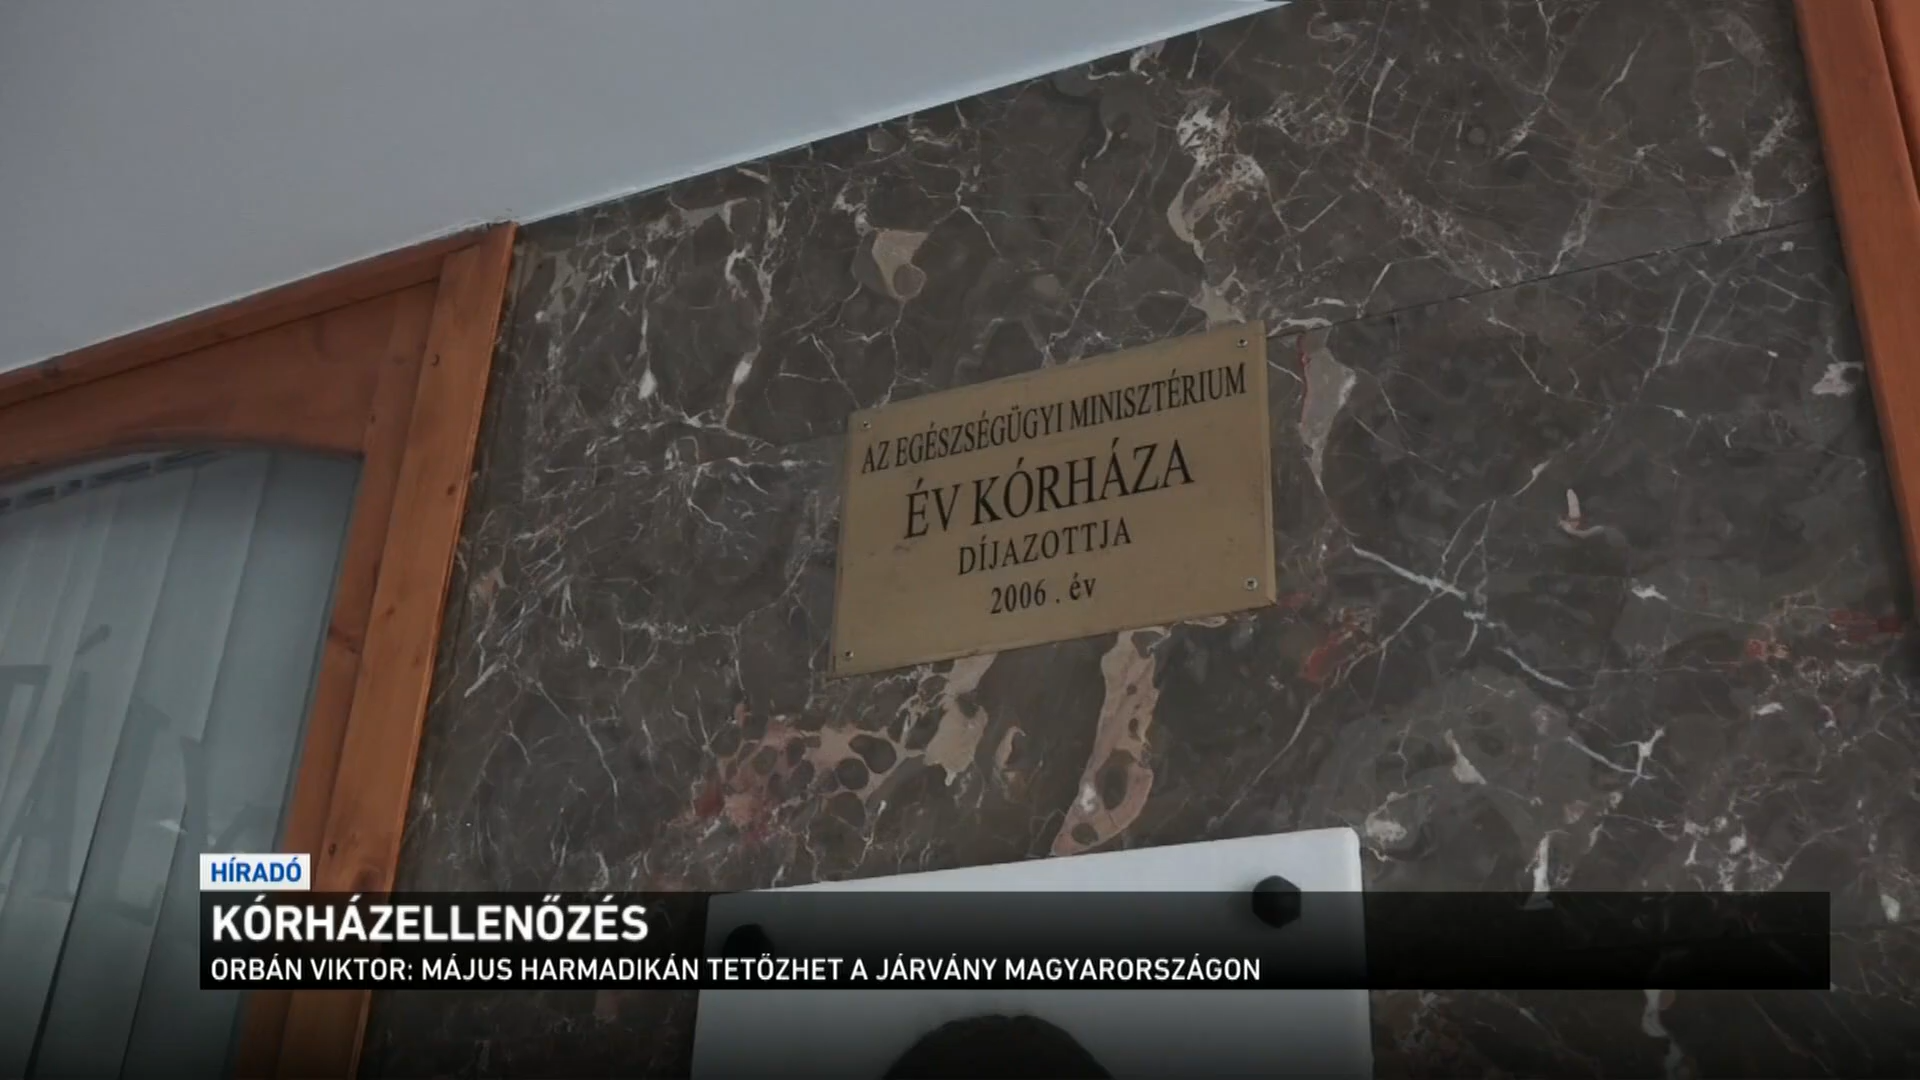 AZ EGÉSZSÉGÜGYI MINISZTÉRIUM
ÉV KÓRHÁZA
DÍJAZOTTJA
2006 . év
HÍRADÓ
KÓRHÁZELLENŐZÉS
ORBÁN VIKTOR: MÁJUS HARMADIKÁN TETŐZHET A JÁRVÁNY MAGYARORSZÁGON